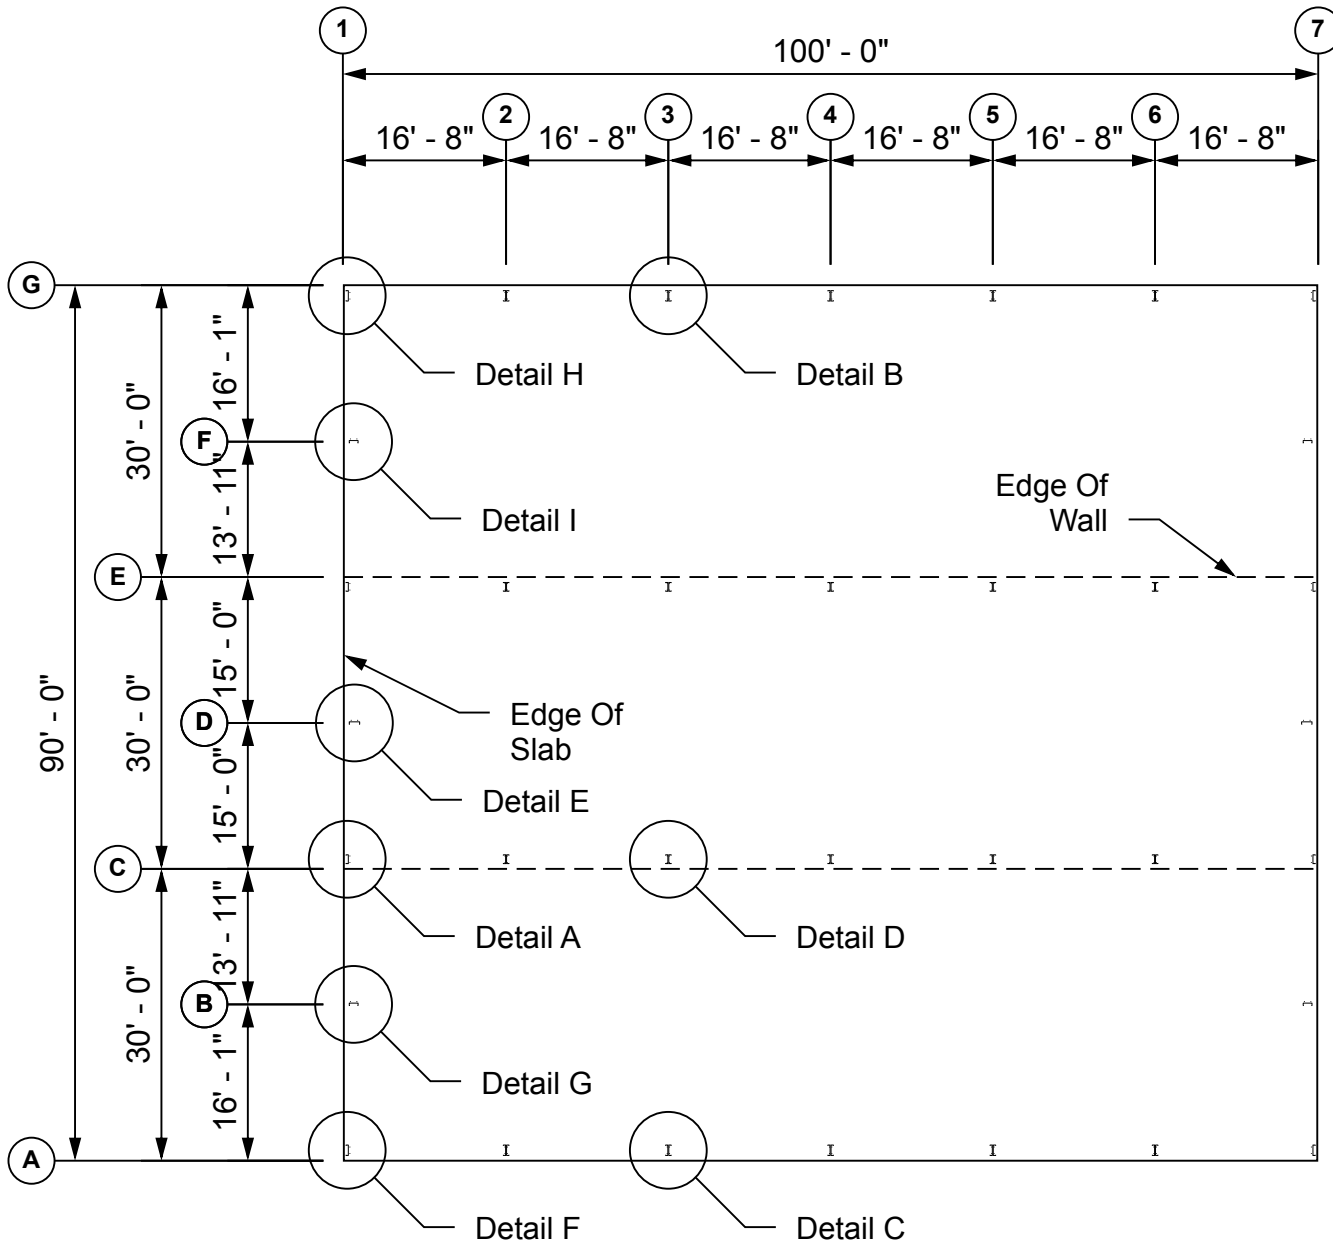 1
7
100' - 0"
2
3
4
5
6
16' - 8"
16' - 8"
16' - 8"
16' - 8"
16' - 8"
16' - 8"
G
16' - 1"
30' - 0"
Detail H
Detail B
F
13' - 11"
Edge Of
Wall
Detail I
E
15' - 0"
90' - 0"
30' - 0"
D
Edge Of
Slab
15' - 0"
Detail E
C
13' - 11"
Detail A
Detail D
30' - 0"
B
16' - 1"
Detail G
A
Detail F
Detail C